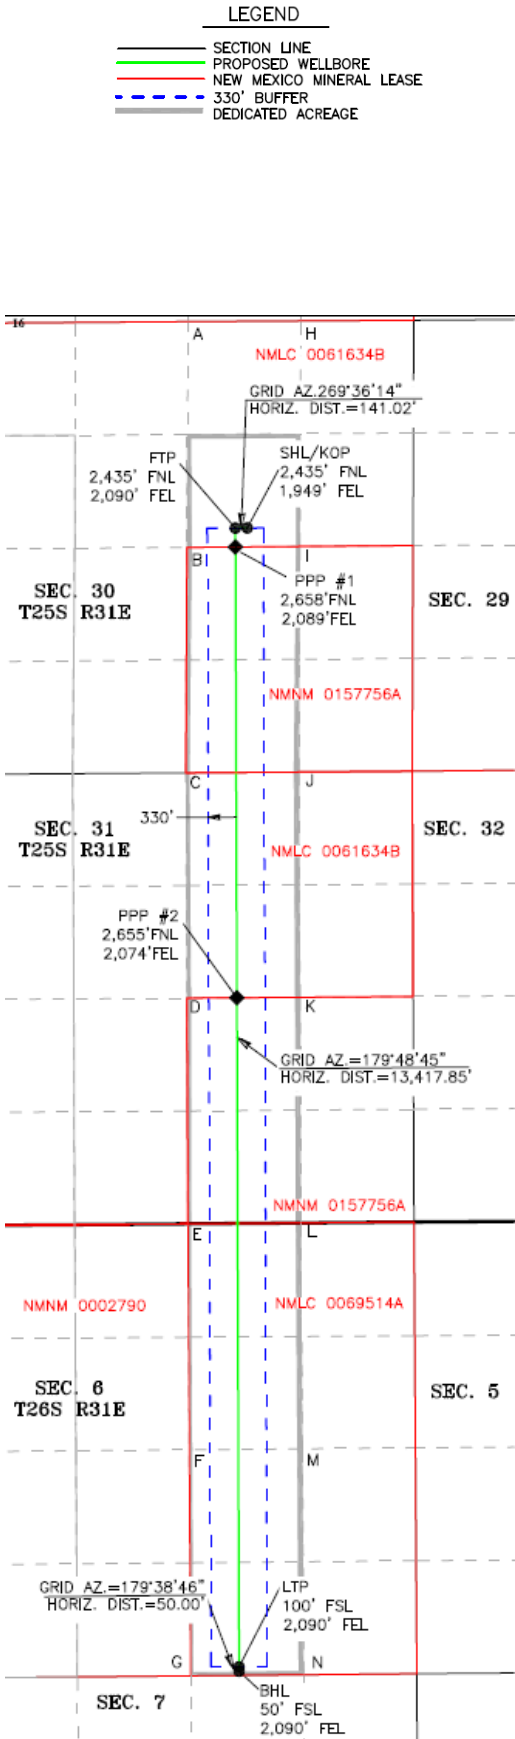 LEGEND
SECTION LINE
PROPOSED WELLBORE
NEW MEXICO MINERAL LEASE
330' BUFFER
DEDICATED ACREAGE
16
A
H
NMLC 0061634B
GRID AZ.269°36'14"
HORIZ. DIST.=141.02'
FTP
2,435' FNL
2,090' FEL
SHL/KOP
2,435' FNL
1,949' FEL
B
I
PPP #1
2,658'FNL
2,089'FEL
SEC. 30
T25S R31E
SEC. 29
NMNM 0157756A
C
J
330'
SEC. 31
T25S R31E
SEC. 32
NMLC 0061634B
PPP #2
2,655'FNL
2,074'FEL
D
K
GRID AZ.=179°48'45"
HORIZ. DIST.=13,417.85'
NMNM 0157756A
E
L
NMNM 0002790
NMLC 0069514A
SEC. 6
T26S R31E
SEC. 5
F
M
GRID AZ.=179°38'46"
HORIZ. DIST.=50.00'
LTP
100' FSL
2,090' FEL
G
N
SEC. 7
BHL
50' FSL
2,090' FEL